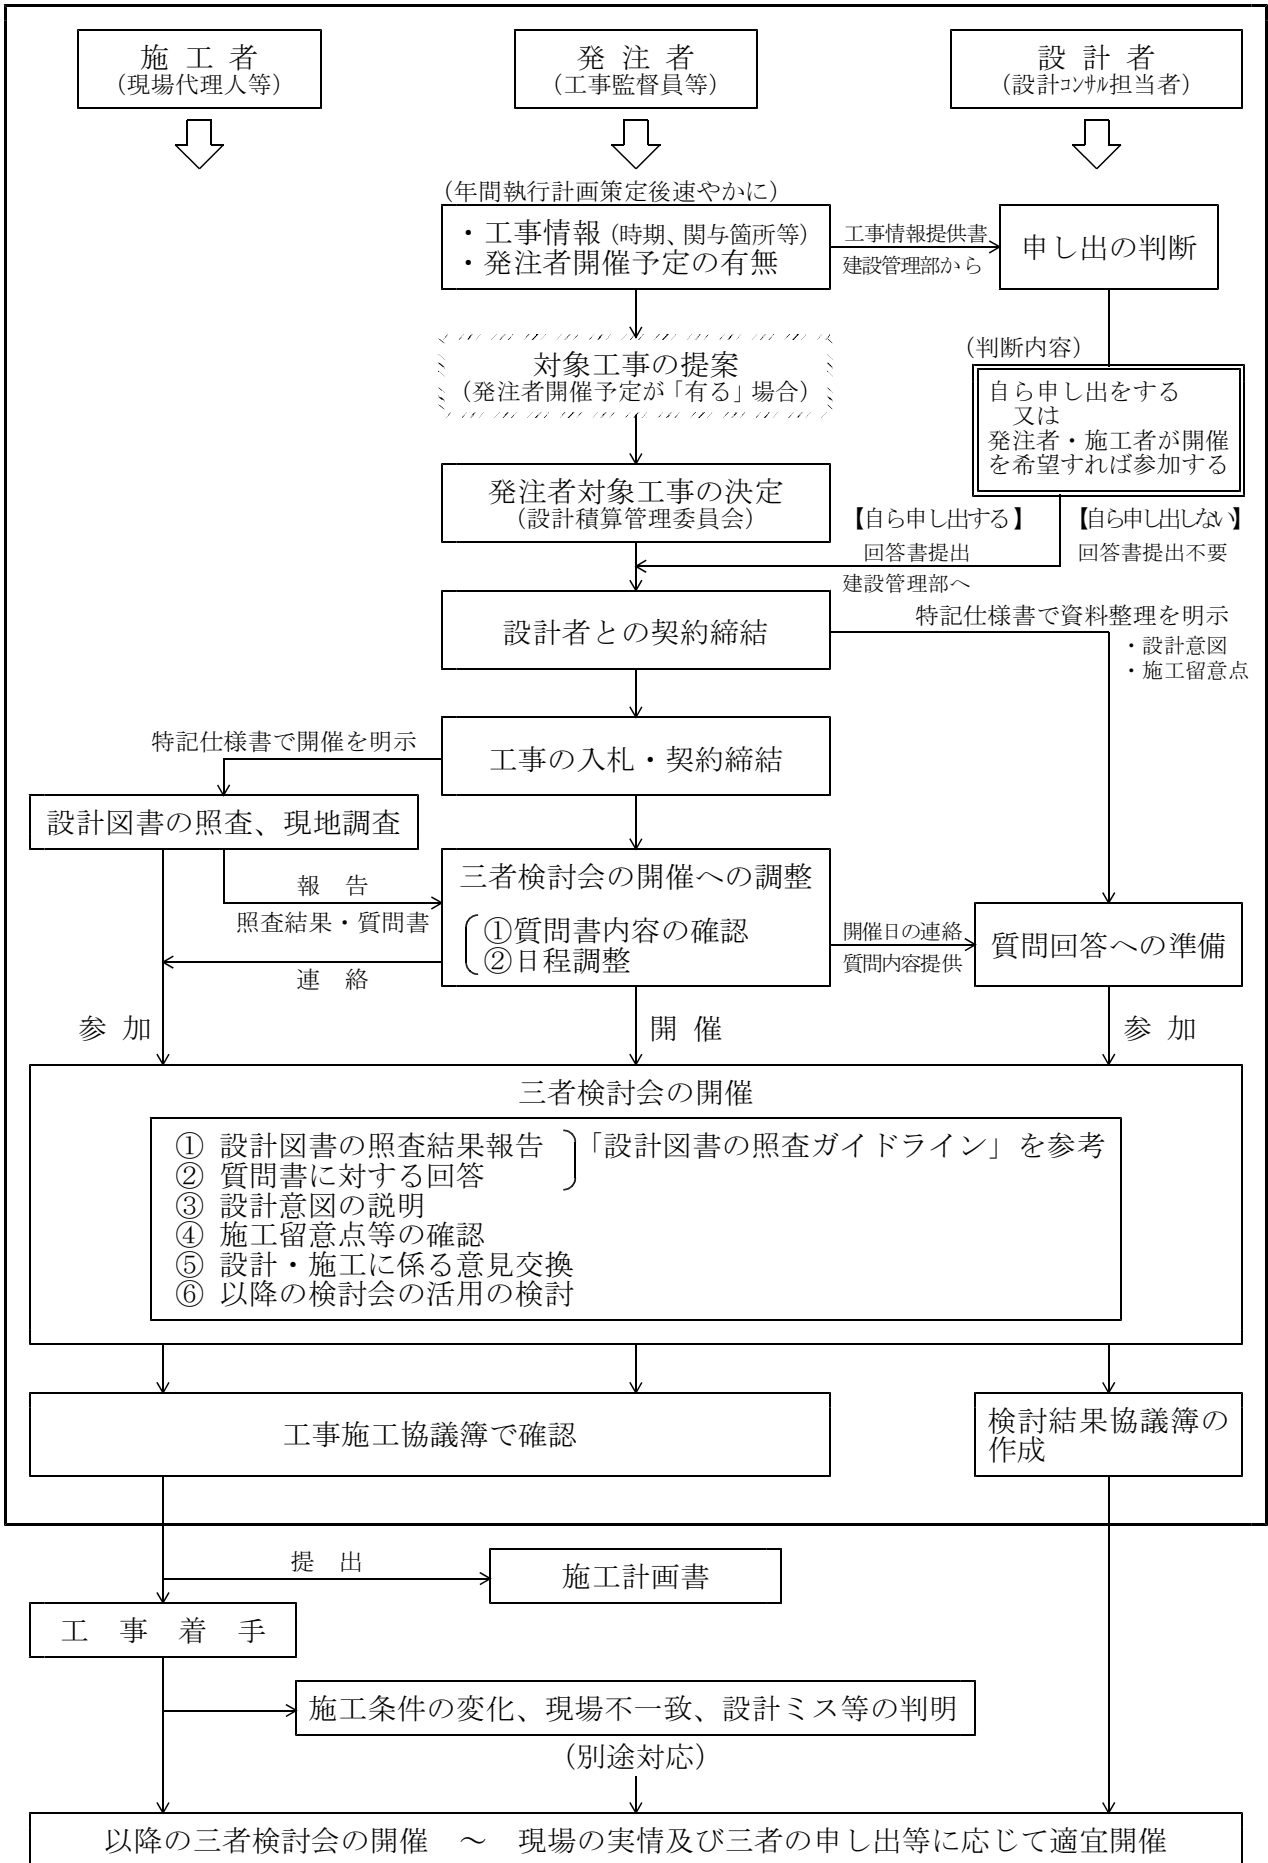 施 工 者
(現場代理人等)
発 注 者
(工事監督員等)
設 計 者
(設計ｺﾝｻﾙ担当者)
(年間執行計画策定後速やかに)
・工事情報(時期、関与箇所等)
・発注者開催予定の有無
工事情報提供書
建設管理部から
申し出の判断
対象工事の提案
(発注者開催予定が「有る」場合)
(判断内容)
自ら申し出をする
又は
発注者・施工者が開催
を希望すれば参加する
発注者対象工事の決定
(設計積算管理委員会)
【自ら申し出する】
【自ら申し出しない】
回答書提出
回答書提出不要
建設管理部へ
設計者との契約締結
特記仕様書で資料整理を明示
・設計意図
・施工留意点
特記仕様書で開催を明示
工事の入札・契約締結
設計図書の照査、現地調査
報 告
照査結果・質問書
三者検討会の開催への調整
①質問書内容の確認
②日程調整
開催日の連絡
質問内容提供
質問回答への準備
連 絡
参 加
開 催
参 加
三者検討会の開催
① 設計図書の照査結果報告
「設計図書の照査ガイドライン」を参考
② 質問書に対する回答
③ 設計意図の説明
④ 施工留意点等の確認
⑤ 設計・施工に係る意見交換
⑥ 以降の検討会の活用の検討
工事施工協議簿で確認
検討結果協議簿の
作成
提 出
施工計画書
工 事 着 手
施工条件の変化、現場不一致、設計ミス等の判明
(別途対応)
以降の三者検討会の開催 ～ 現場の実情及び三者の申し出等に応じて適宜開催